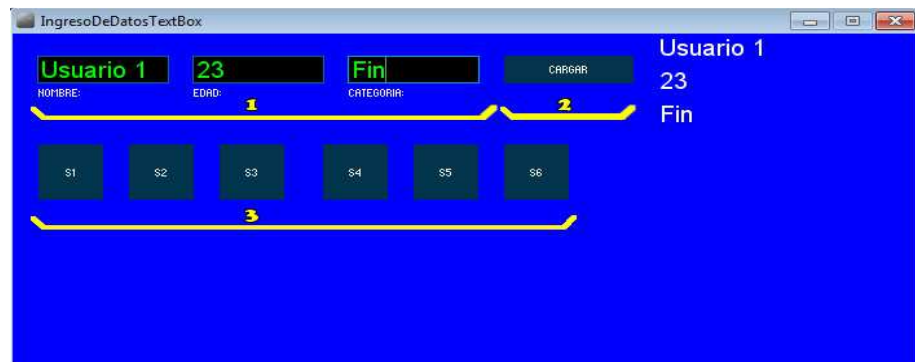 IngresoDeDatosTextBox
Usuario 1
23
Fin
CARGAR
NOMBRE:
EDAD:
CATEGORIA:
1
2
Usuario 1
23
Fin
S1
S2
S3
S4
S5
S6
3